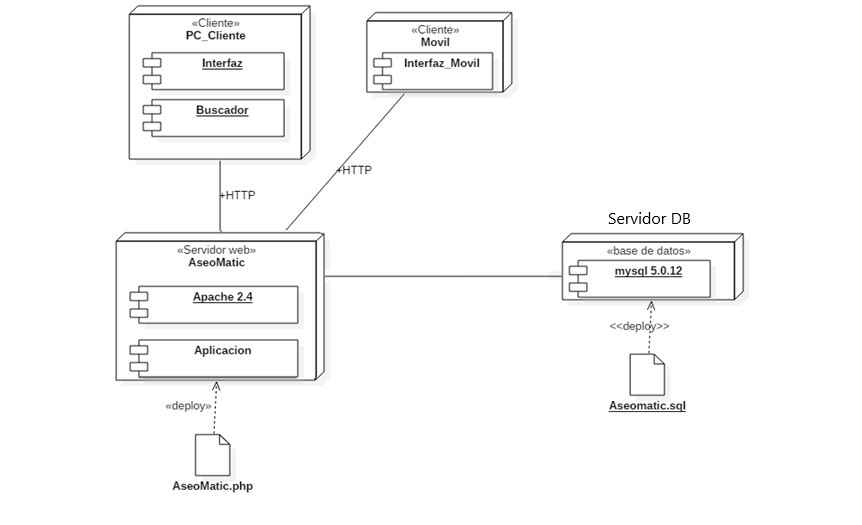 «Cliente»
PC_Cliente
Interfaz
Buscador
«Cliente»
Movil
Interfaz_Movil
+HTTP
+HTTP
«Servidor web»
AseoMatic
Apache 2.4
Aplicacion
Servidor DB
«base de datos»
mysql 5.0.12
<<deploy>>
Aseomatic.sql
«deploy»
AseoMatic.php